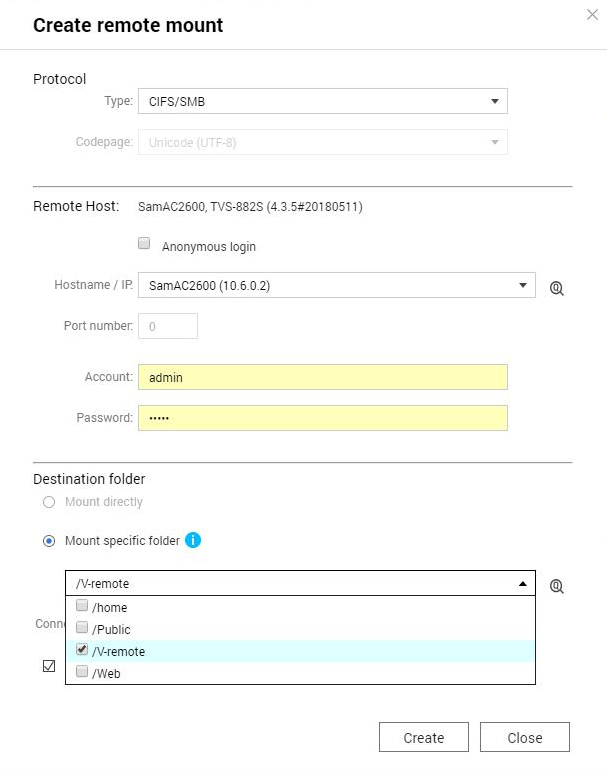 Create remote mount
Protocol
Type: CIFS/SMB
Codepage: Unicode (UTF-8)
Remote Host: SamAC2600, TVS-882S (4.3.5#20180511)
Anonymous login
Hostname / IP: SamAC2600 (10.6.0.2)
Port number: 0
Account: admin
Password: •••••
Destination folder
Mount directly
Mount specific folder i
/V-remote
/home
/Public
/V-remote
/Web
Create Close